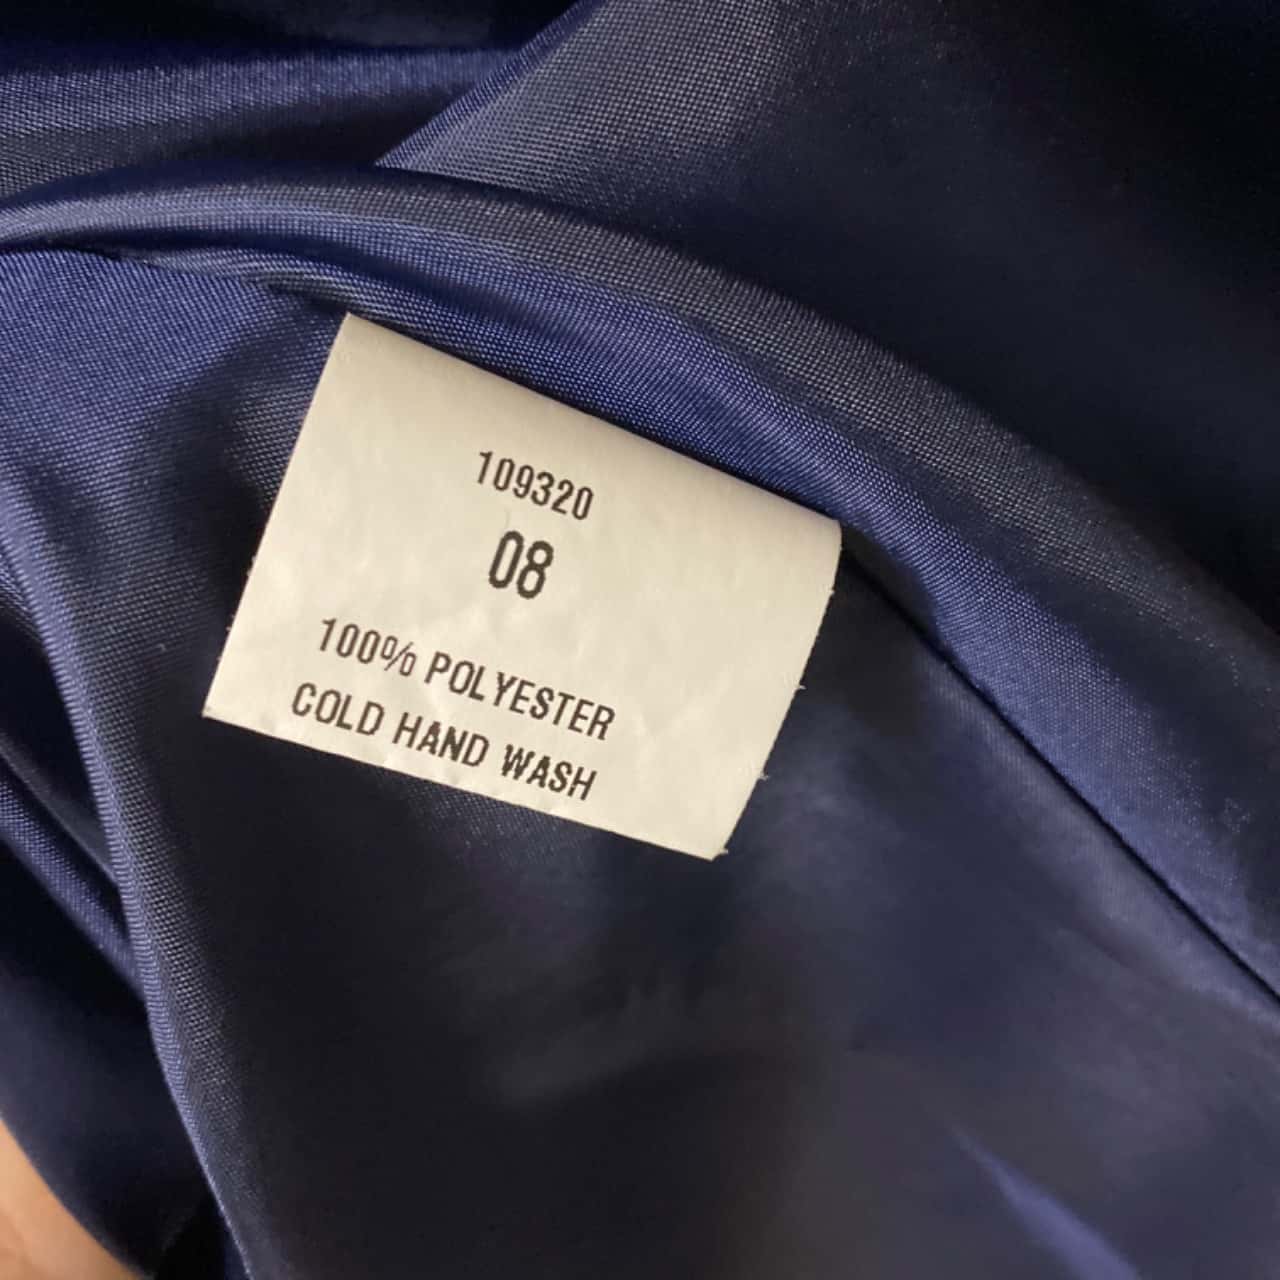 109320
08
100% POLYESTER
COLD HAND WASH